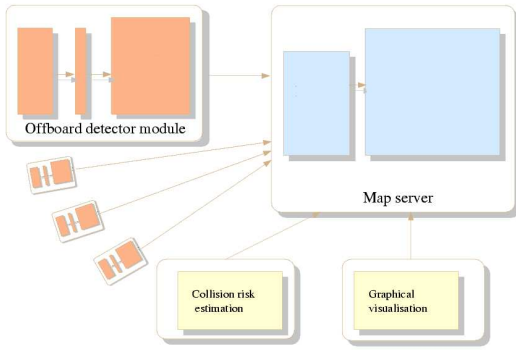 Offboard detector module
Map server
Collision risk
estimation
Graphical
visualisation